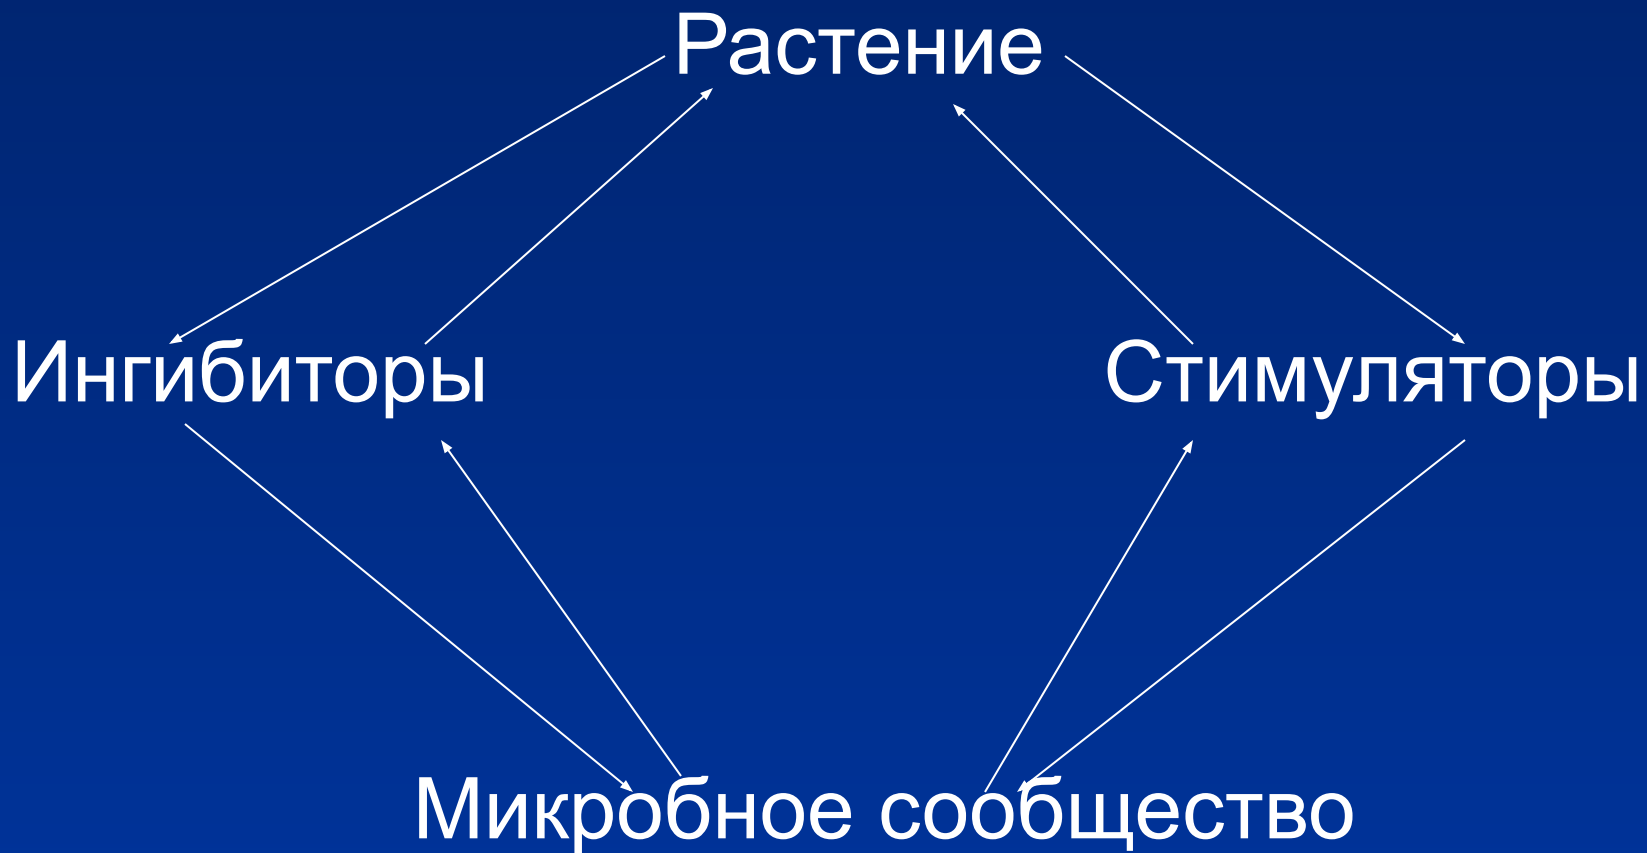 Растение
Ингибиторы
Стимуляторы
Микробное сообщество